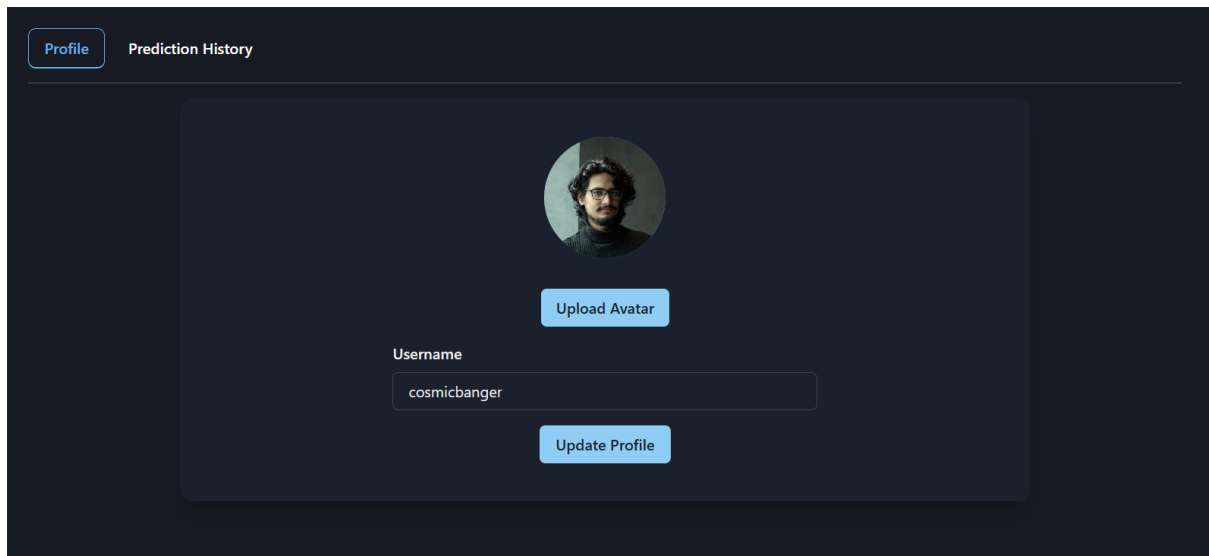 Profile Prediction History
Upload Avatar
Username
cosmicbanger
Update Profile